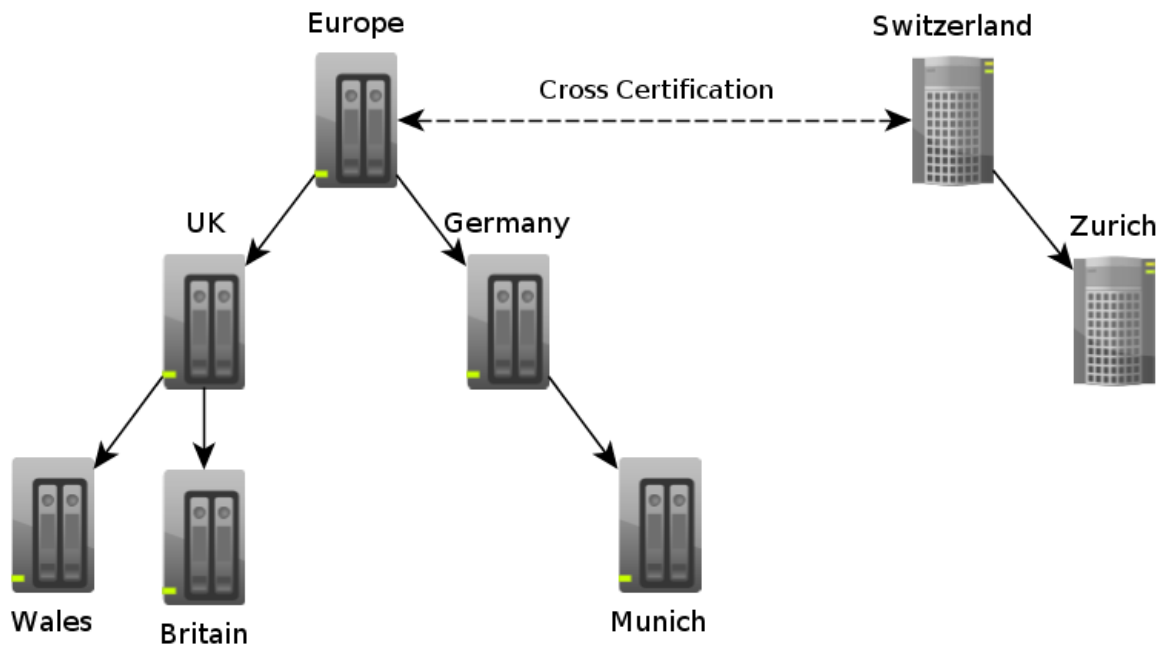 Europe
Switzerland
Cross Certification
UK
Germany
Zurich
Wales
Britain
Munich